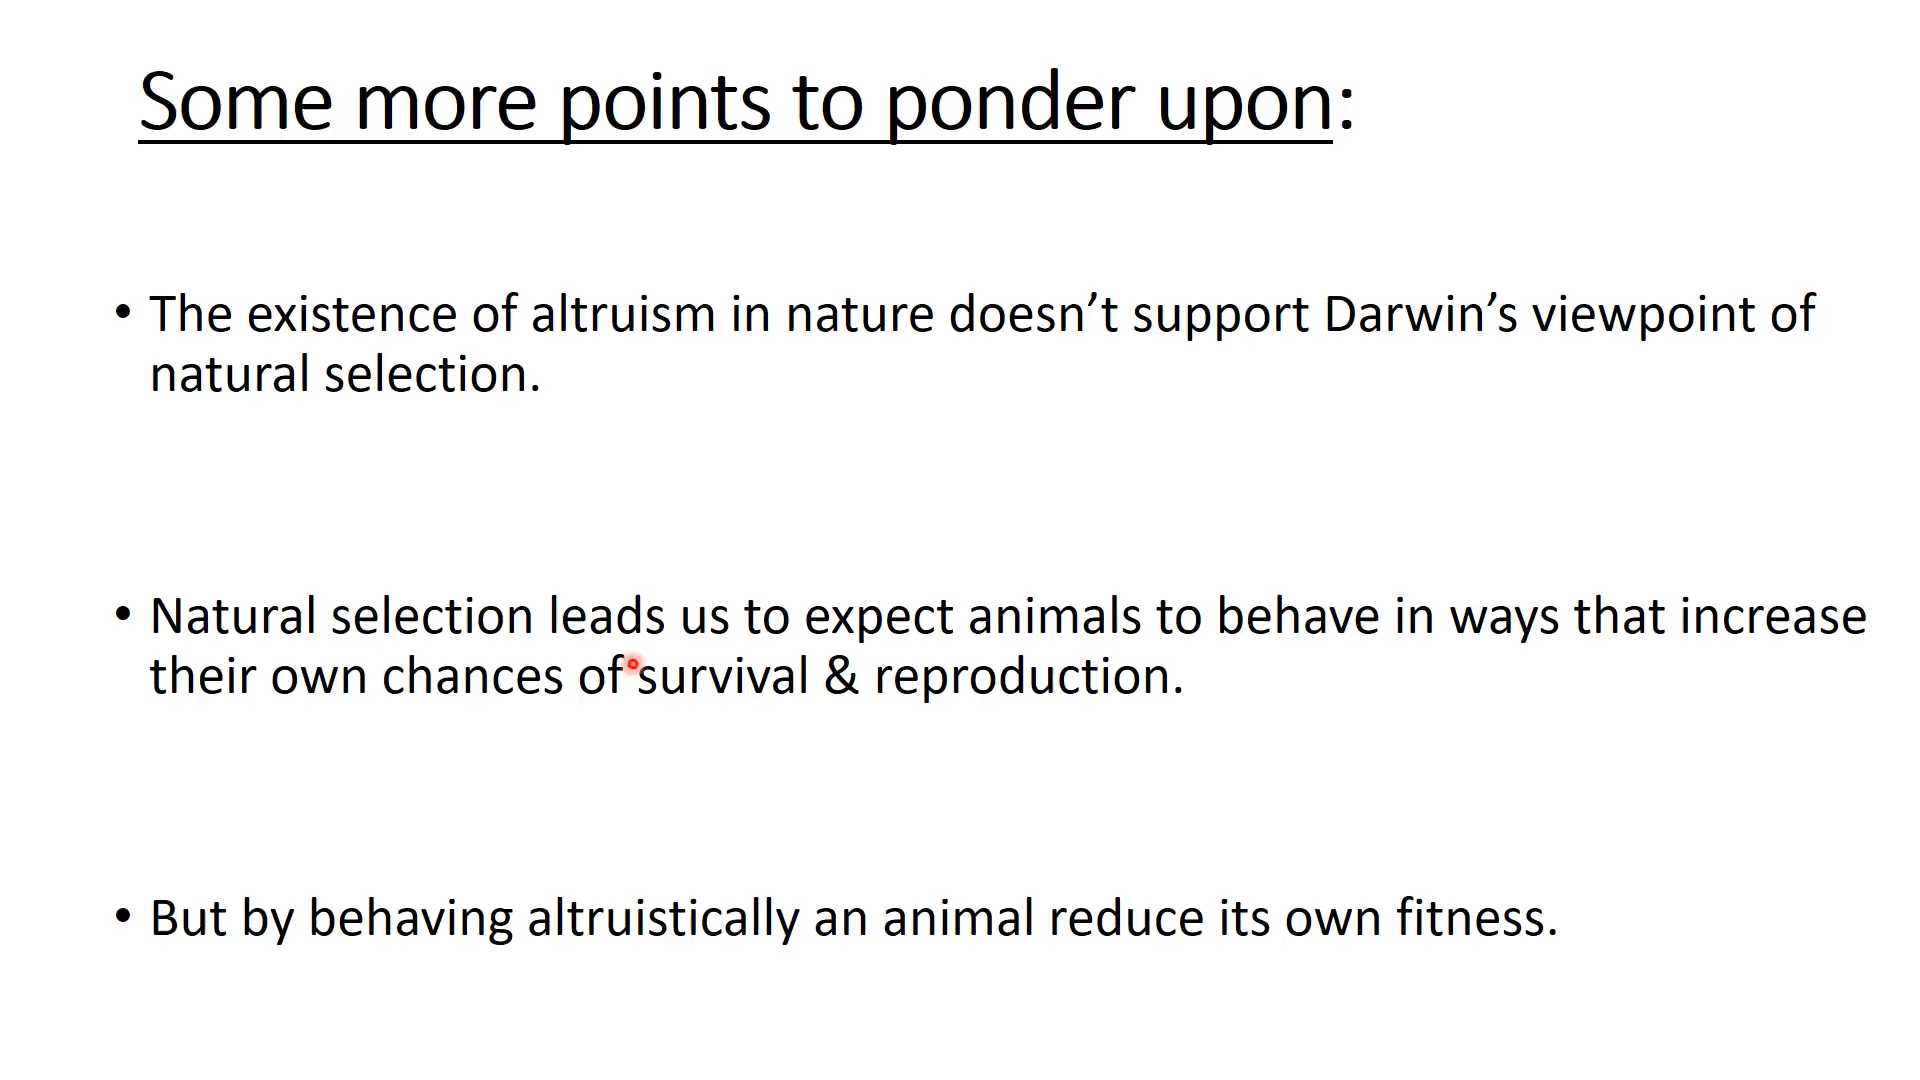 Some more points to ponder upon:
• The existence of altruism in nature doesn’t support Darwin’s viewpoint of
natural selection.
• Natural selection leads us to expect animals to behave in ways that increase
their own chances of survival & reproduction.
• But by behaving altruistically an animal reduce its own fitness.